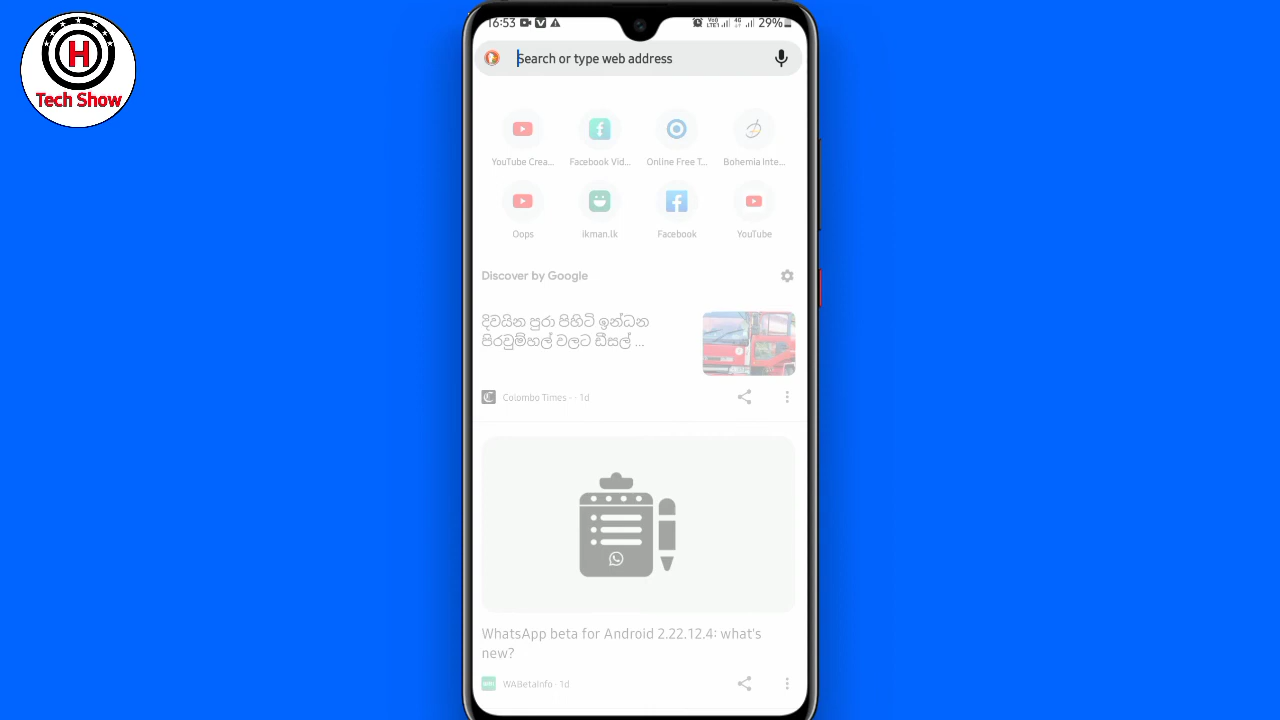 H
Tech Show
16:53
29%
Search or type web address
YouTube Crea...
Facebook Vid...
Online Free T...
Bohemia Inte...
Oops
ikman.lk
Facebook
YouTube
Discover by Google
දිවයින පුරා පිහිටි ඉන්ධන
පිරවුම්හල් වලට ඩීසල් ...
Colombo Times - · 1d
WhatsApp beta for Android 2.22.12.4: what's
new?
WABetaInfo · 1d